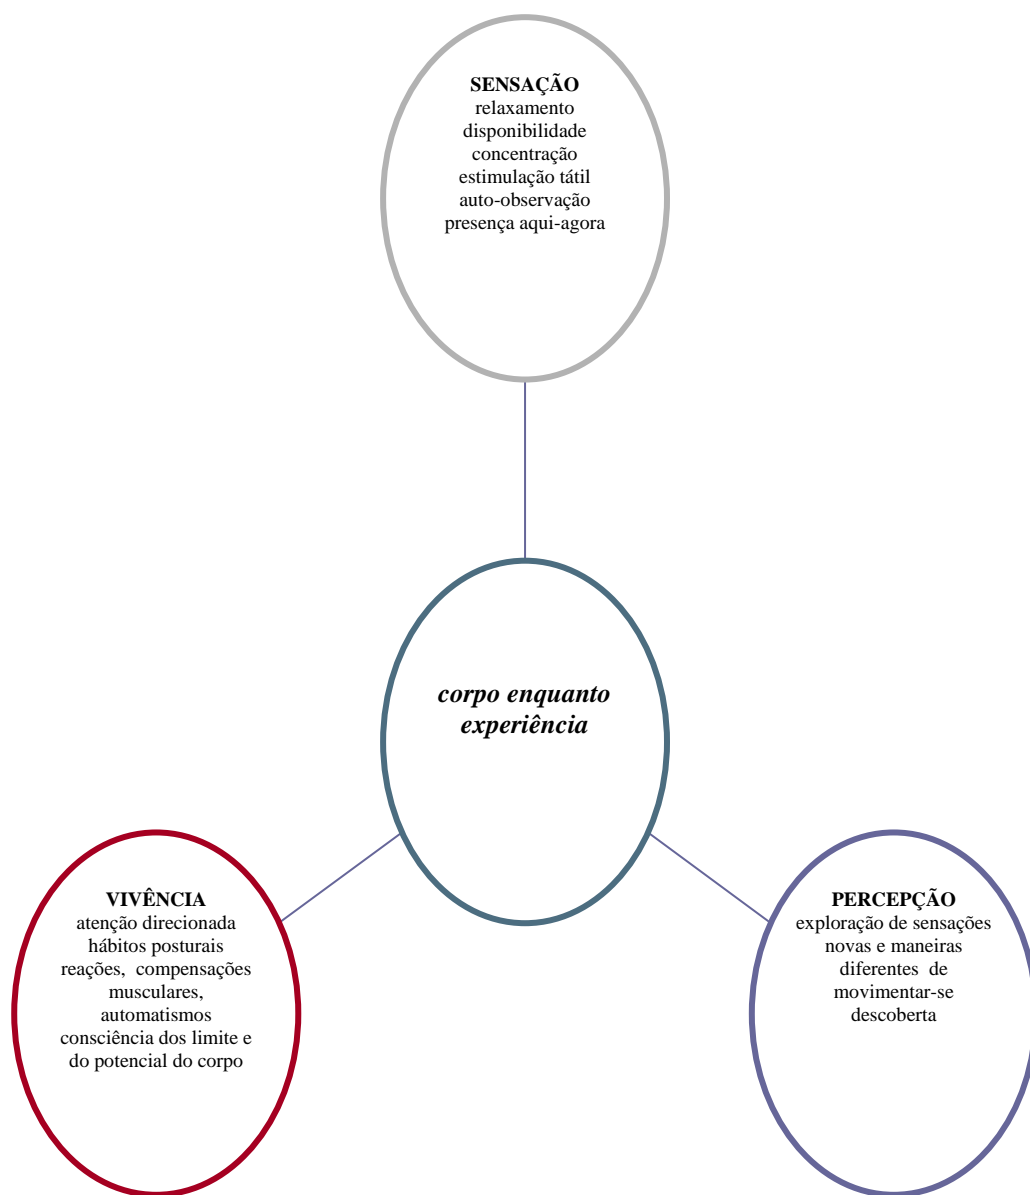 SENSAÇÃO
relaxamento
disponibilidade
concentração
estimulação tátil
auto-observação
presença aqui-agora
corpo enquanto
experiência
VIVÊNCIA
atenção direcionada
hábitos posturais
reações, compensações
musculares,
automatismos
consciência dos limite e
do potencial do corpo
PERCEPÇÃO
exploração de sensações
novas e maneiras
diferentes de
movimentar-se
descoberta